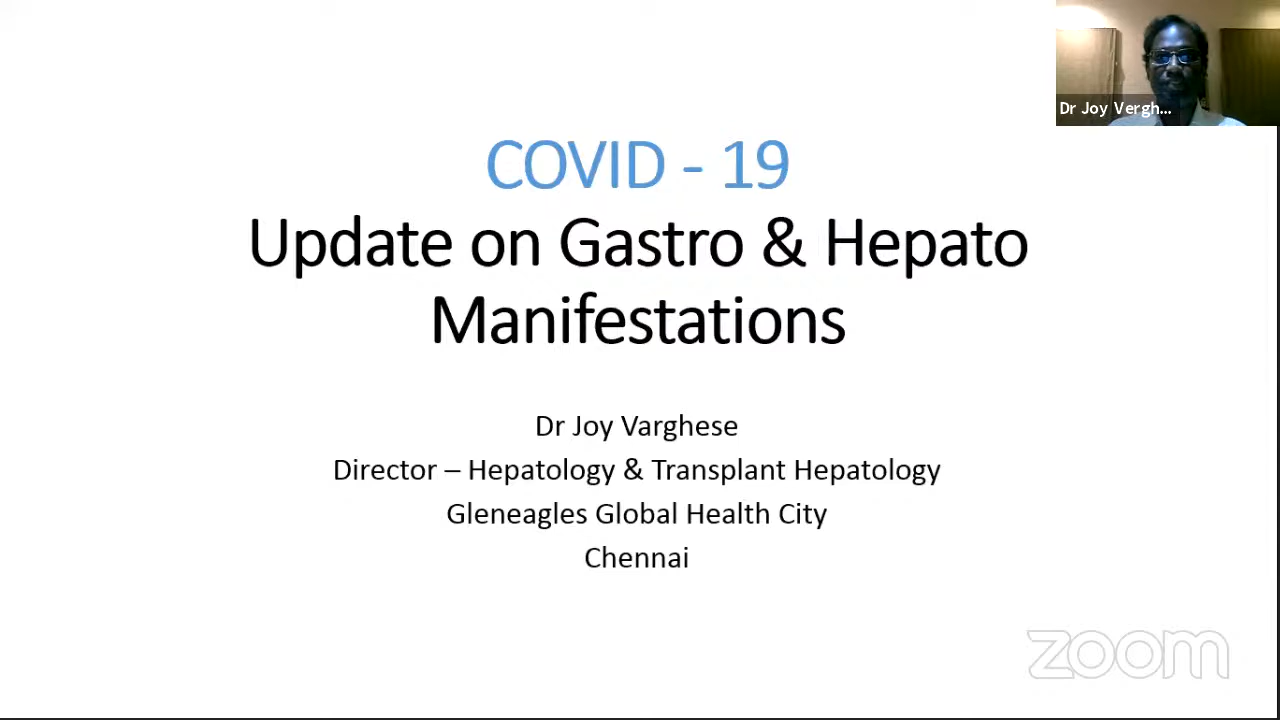 Dr Joy Vergh...
COVID - 19
Update on Gastro & Hepato
Manifestations
Dr Joy Varghese
Director – Hepatology & Transplant Hepatology
Gleneagles Global Health City
Chennai
zoom